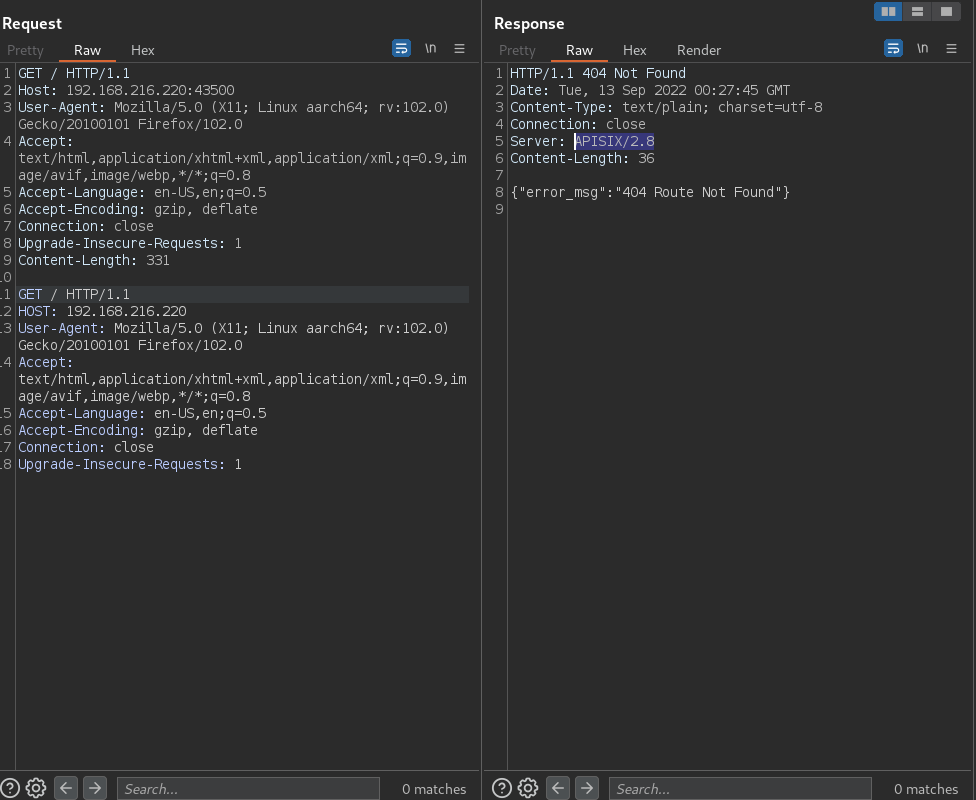 Request
Pretty Raw Hex \n
1 GET / HTTP/1.1
2 Host: 192.168.216.220:43500
3 User-Agent: Mozilla/5.0 (X11; Linux aarch64; rv:102.0)
Gecko/20100101 Firefox/102.0
4 Accept:
text/html,application/xhtml+xml,application/xml;q=0.9,im
age/avif,image/webp,*/*;q=0.8
5 Accept-Language: en-US,en;q=0.5
6 Accept-Encoding: gzip, deflate
7 Connection: close
8 Upgrade-Insecure-Requests: 1
9 Content-Length: 331
10
11 GET / HTTP/1.1
12 HOST: 192.168.216.220
13 User-Agent: Mozilla/5.0 (X11; Linux aarch64; rv:102.0)
Gecko/20100101 Firefox/102.0
14 Accept:
text/html,application/xhtml+xml,application/xml;q=0.9,im
age/avif,image/webp,*/*;q=0.8
15 Accept-Language: en-US,en;q=0.5
16 Accept-Encoding: gzip, deflate
17 Connection: close
18 Upgrade-Insecure-Requests: 1
? Search... 0 matches
Response
Pretty Raw Hex Render \n
1 HTTP/1.1 404 Not Found
2 Date: Tue, 13 Sep 2022 00:27:45 GMT
3 Content-Type: text/plain; charset=utf-8
4 Connection: close
5 Server: APISIX/2.8
6 Content-Length: 36
7
8 {"error_msg":"404 Route Not Found"}
9
? Search... 0 matches